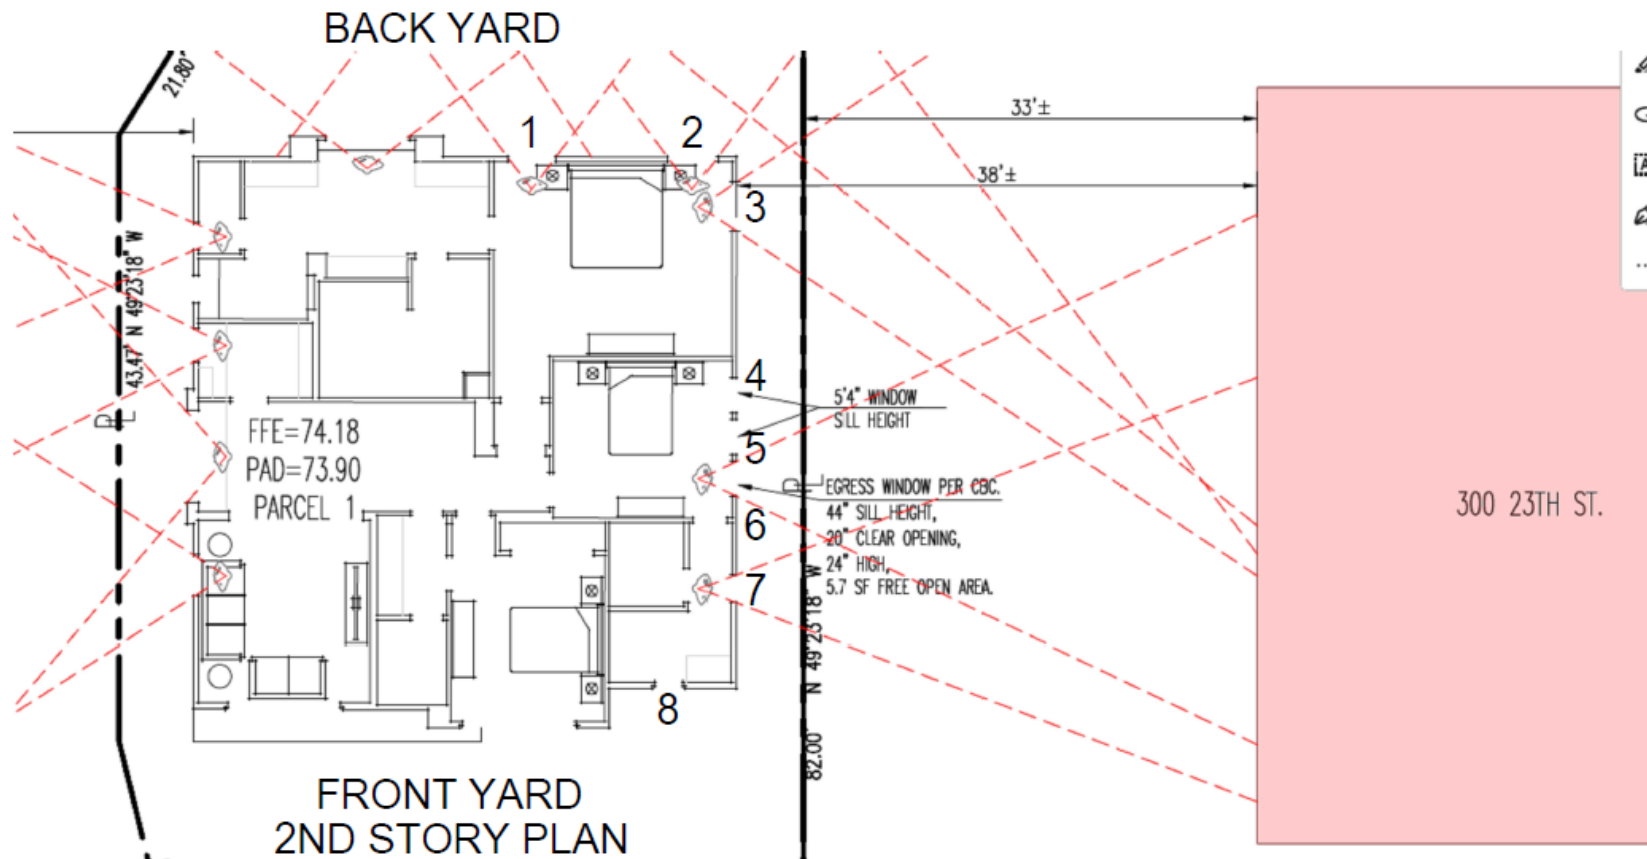 BACK YARD
21.80'
33'±
1
2
38'±
3
43.47' N 49°23'18" W
4
5'4" WINDOW
SILL HEIGHT
FFE=74.18
PAD=73.90
PARCEL 1
5
PL
PL
EGRESS WINDOW PER CBC.
44" SILL HEIGHT,
20" CLEAR OPENING,
24" HIGH,
5.7 SF FREE OPEN AREA.
6
300 23TH ST.
7
8
82.00' N 49°23'18" W
FRONT YARD
2ND STORY PLAN